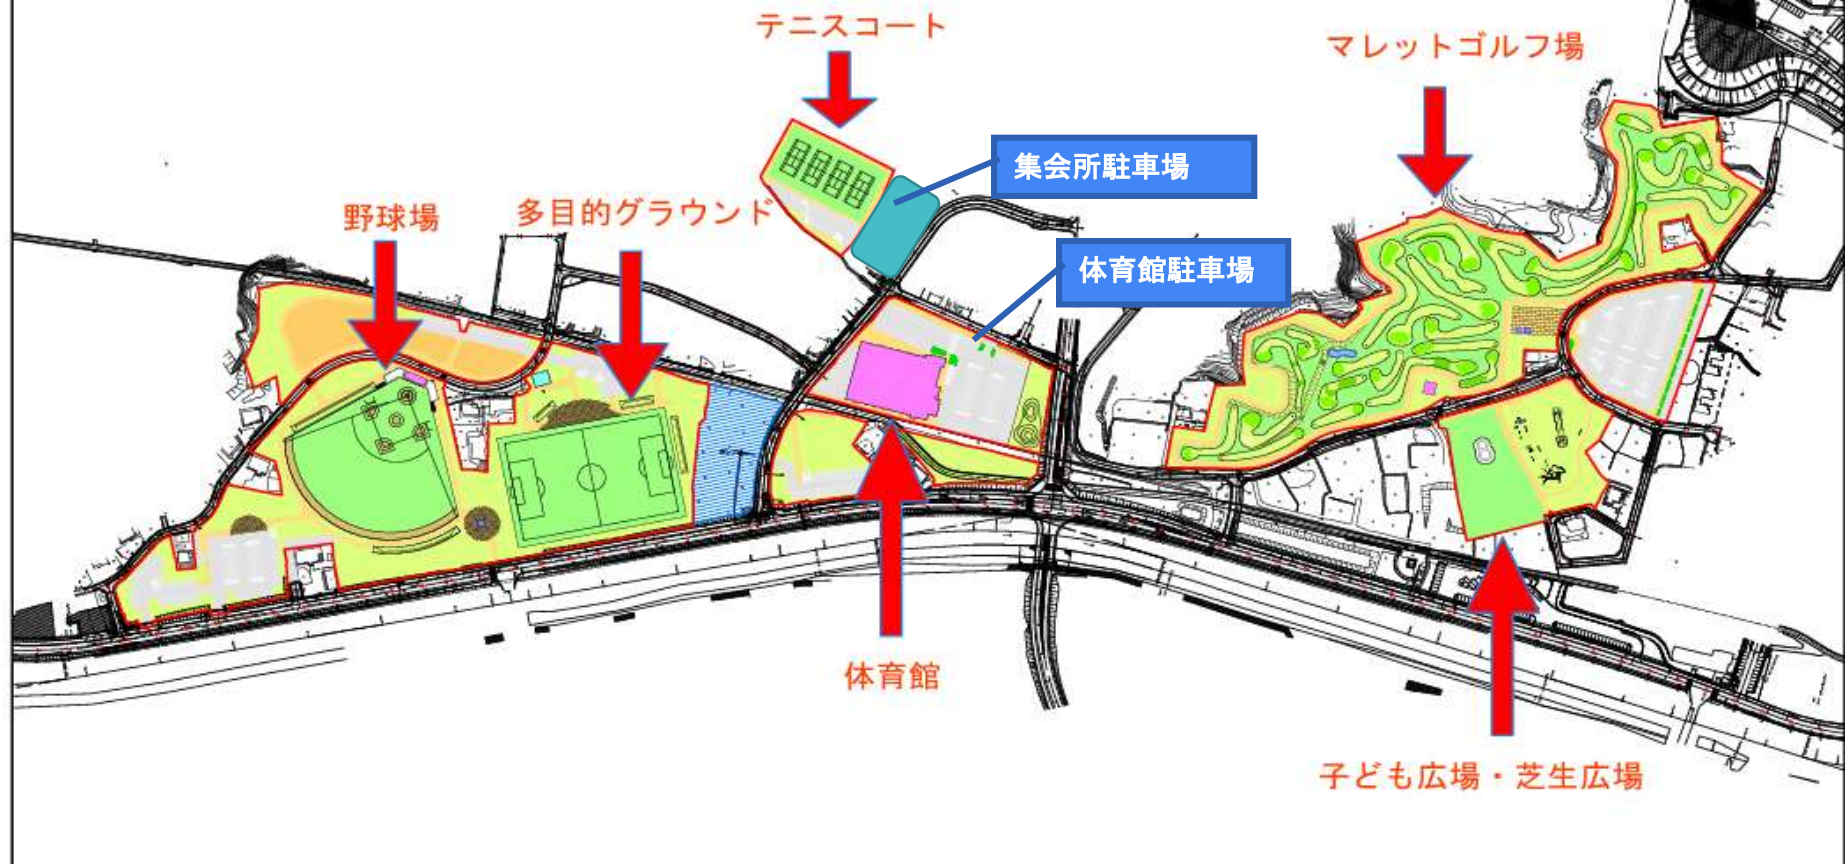 テニスコート
マレットゴルフ場
集会所駐車場
野球場
多目的グラウンド
体育館駐車場
体育館
子ども広場・芝生広場